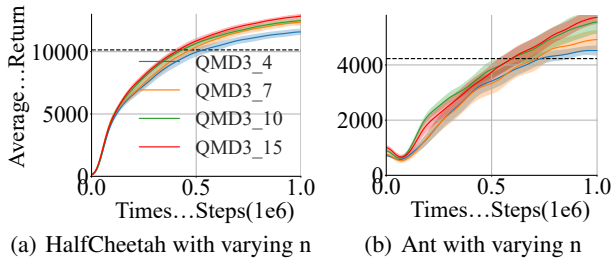 Average...Return
10000
5000
0
0.0
0.5
1.0
Times...Steps(1e6)
QMD3_4
QMD3_7
QMD3_10
QMD3_15
(a) HalfCheetah with varying n
4000
2000
0
0.0
0.5
1.0
Times...Steps(1e6)
(b) Ant with varying n